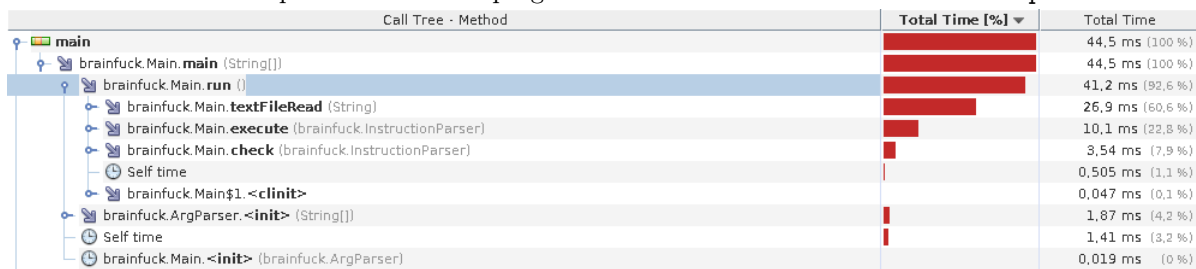 Call Tree - Method Total Time [%] Total Time
main 44,5 ms (100 %)
brainfuck.Main.main (String[]) 44,5 ms (100 %)
brainfuck.Main.run () 41,2 ms (92,6 %)
brainfuck.Main.textFileRead (String) 26,9 ms (60,6 %)
brainfuck.Main.execute (brainfuck.InstructionParser) 10,1 ms (22,8 %)
brainfuck.Main.check (brainfuck.InstructionParser) 3,54 ms (7,9 %)
Self time 0,505 ms (1,1 %)
brainfuck.Main$1.<clinit> 0,047 ms (0,1 %)
brainfuck.ArgParser.<init> (String[]) 1,87 ms (4,2 %)
Self time 1,41 ms (3,2 %)
brainfuck.Main.<init> (brainfuck.ArgParser) 0,019 ms (0 %)